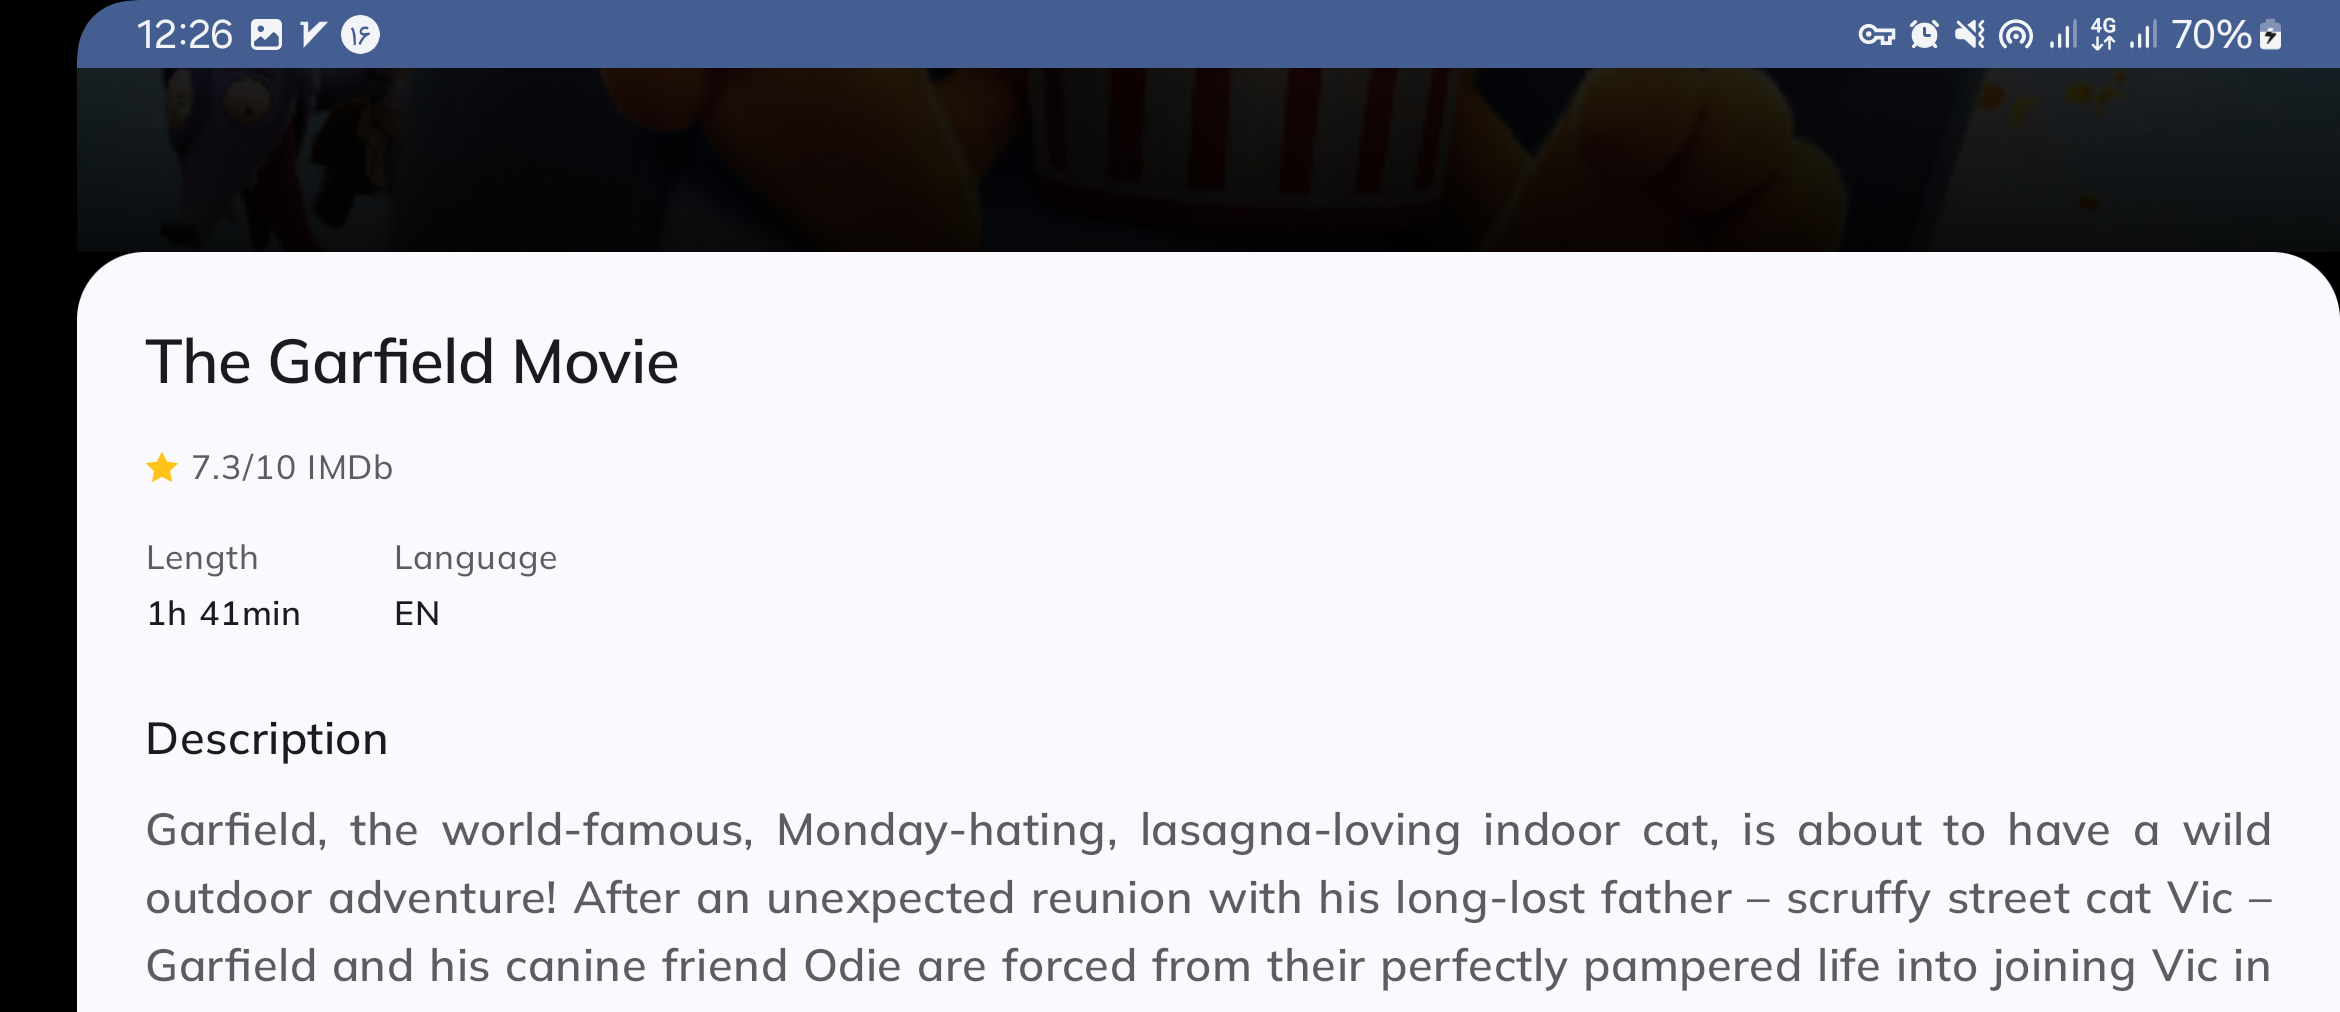 12:26 ۱۶ 4G 70%
The Garfield Movie
7.3/10 IMDb
Length Language
1h 41min EN
Description
Garfield, the world-famous, Monday-hating, lasagna-loving indoor cat, is about to have a wild
outdoor adventure! After an unexpected reunion with his long-lost father – scruffy street cat Vic –
Garfield and his canine friend Odie are forced from their perfectly pampered life into joining Vic in